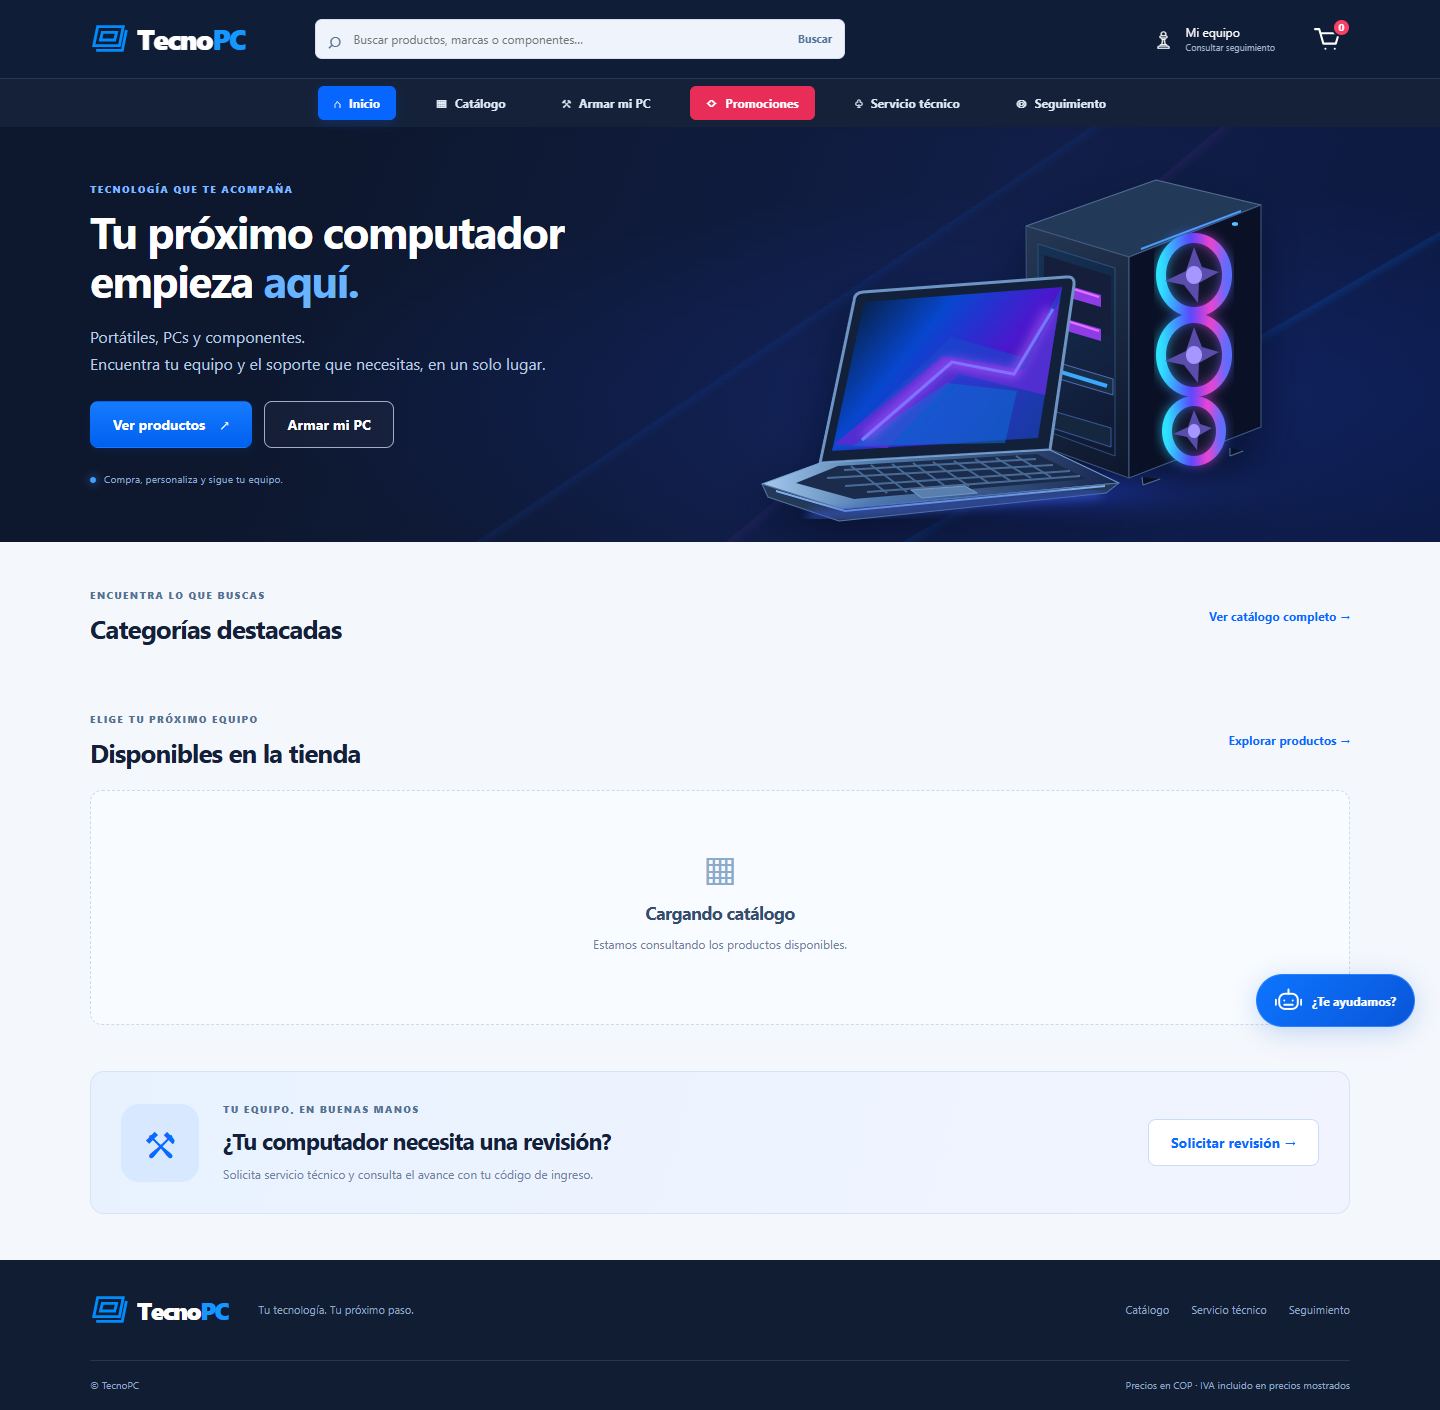 TecnoPC
Buscar productos, marcas o componentes...
Buscar
Mi equipo
Consultar seguimiento
0
Inicio
Catálogo
Armar mi PC
Promociones
Servicio técnico
Seguimiento
TECNOLOGÍA QUE TE ACOMPAÑA
Tu próximo computador
empieza aquí.
Portátiles, PCs y componentes.
Encuentra tu equipo y el soporte que necesitas, en un solo lugar.
Ver productos ↗
Armar mi PC
Compra, personaliza y sigue tu equipo.
ENCUENTRA LO QUE BUSCAS
Categorías destacadas
Ver catálogo completo →
ELIGE TU PRÓXIMO EQUIPO
Disponibles en la tienda
Explorar productos →
Cargando catálogo
Estamos consultando los productos disponibles.
¿Te ayudamos?
TU EQUIPO, EN BUENAS MANOS
¿Tu computador necesita una revisión?
Solicita servicio técnico y consulta el avance con tu código de ingreso.
Solicitar revisión →
TecnoPC
Tu tecnología. Tu próximo paso.
Catálogo
Servicio técnico
Seguimiento
© TecnoPC
Precios en COP · IVA incluido en precios mostrados